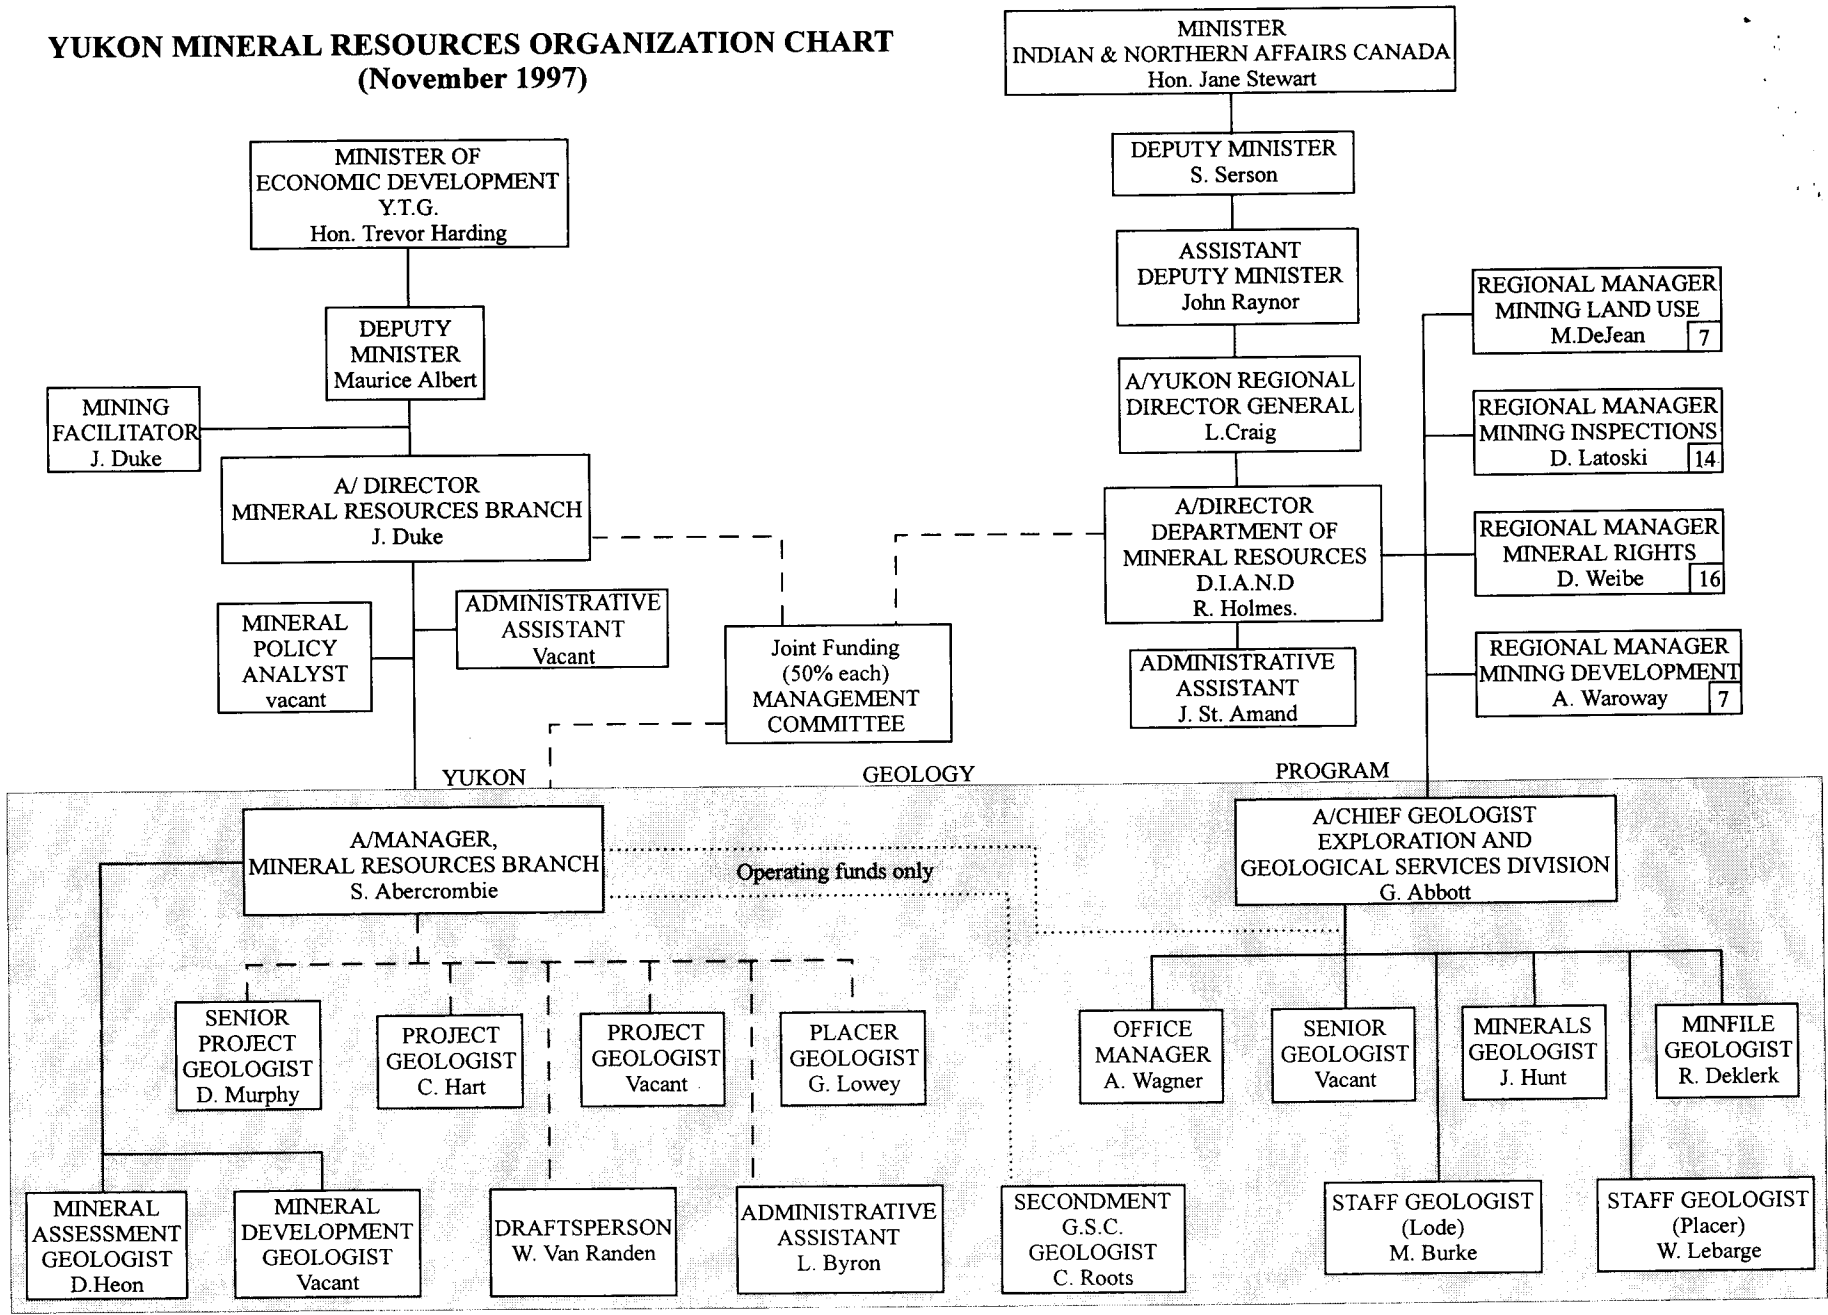 YUKON MINERAL RESOURCES ORGANIZATION CHART
(November 1997)
MINISTER
INDIAN & NORTHERN AFFAIRS CANADA
Hon. Jane Stewart
DEPUTY MINISTER
S. Serson
ASSISTANT
DEPUTY MINISTER
John Raynor
A/YUKON REGIONAL
DIRECTOR GENERAL
L.Craig
A/DIRECTOR
DEPARTMENT OF
MINERAL RESOURCES
D.I.A.N.D
R. Holmes.
ADMINISTRATIVE
ASSISTANT
J. St. Amand
REGIONAL MANAGER
MINING LAND USE
M.DeJean
7
REGIONAL MANAGER
MINING INSPECTIONS
D. Latoski
14
REGIONAL MANAGER
MINERAL RIGHTS
D. Weibe
16
REGIONAL MANAGER
MINING DEVELOPMENT
A. Waroway
7
MINISTER OF
ECONOMIC DEVELOPMENT
Y.T.G.
Hon. Trevor Harding
DEPUTY
MINISTER
Maurice Albert
MINING
FACILITATOR
J. Duke
A/ DIRECTOR
MINERAL RESOURCES BRANCH
J. Duke
MINERAL
POLICY
ANALYST
vacant
ADMINISTRATIVE
ASSISTANT
Vacant
Joint Funding
(50% each)
MANAGEMENT
COMMITTEE
YUKON GEOLOGY PROGRAM
A/MANAGER,
MINERAL RESOURCES BRANCH
S. Abercrombie
Operating funds only
A/CHIEF GEOLOGIST
EXPLORATION AND
GEOLOGICAL SERVICES DIVISION
G. Abbott
SENIOR
PROJECT
GEOLOGIST
D. Murphy
PROJECT
GEOLOGIST
C. Hart
PROJECT
GEOLOGIST
Vacant
PLACER
GEOLOGIST
G. Lowey
OFFICE
MANAGER
A. Wagner
SENIOR
GEOLOGIST
Vacant
MINERALS
GEOLOGIST
J. Hunt
MINFILE
GEOLOGIST
R. Deklerk
MINERAL
ASSESSMENT
GEOLOGIST
D.Heon
MINERAL
DEVELOPMENT
GEOLOGIST
Vacant
DRAFTSPERSON
W. Van Randen
ADMINISTRATIVE
ASSISTANT
L. Byron
SECONDMENT
G.S.C.
GEOLOGIST
C. Roots
STAFF GEOLOGIST
(Lode)
M. Burke
STAFF GEOLOGIST
(Placer)
W. Lebarge